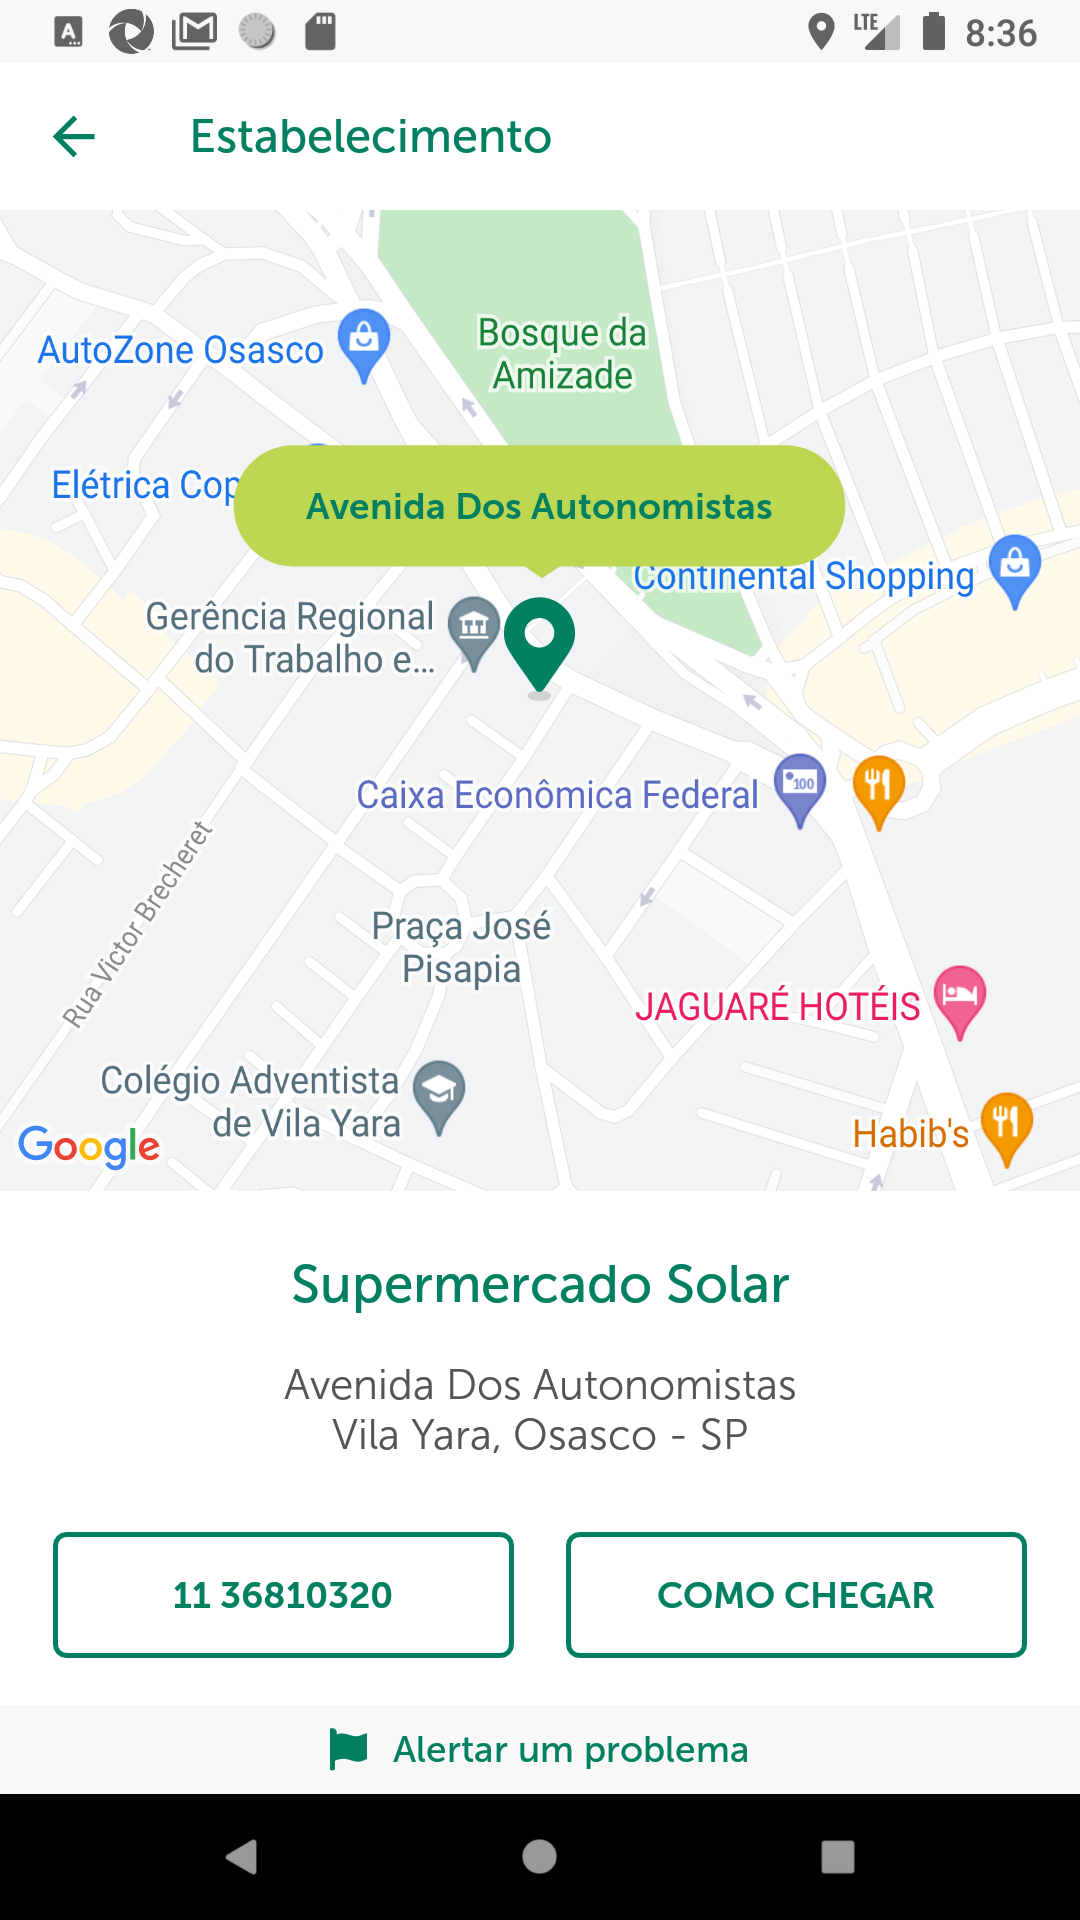 LTE 8:36
Estabelecimento
AutoZone Osasco
Bosque da
Amizade
Elétrica Cop
Avenida Dos Autonomistas
Continental Shopping
Gerência Regional
do Trabalho e...
Caixa Econômica Federal
100
Rua Victor Brecheret
Praça José
Pisapia
JAGUARÉ HOTÉIS
Colégio Adventista
de Vila Yara
Habib's
Google
Supermercado Solar
Avenida Dos Autonomistas
Vila Yara, Osasco - SP
11 36810320
COMO CHEGAR
Alertar um problema